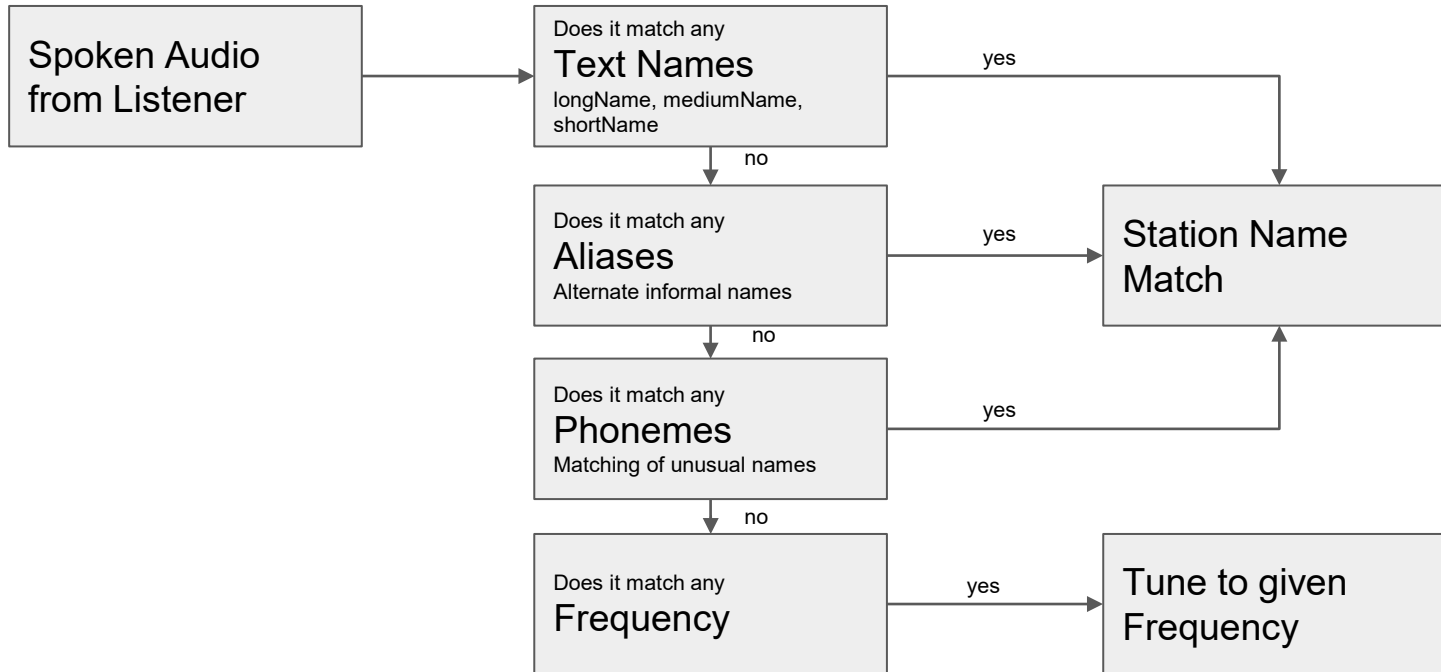 Spoken Audio
from Listener
Does it match any
Text Names
longName, mediumName,
shortName
yes
no
Does it match any
Aliases
Alternate informal names
yes
Station Name
Match
no
Does it match any
Phonemes
Matching of unusual names
yes
no
Does it match any
Frequency
yes
Tune to given
Frequency